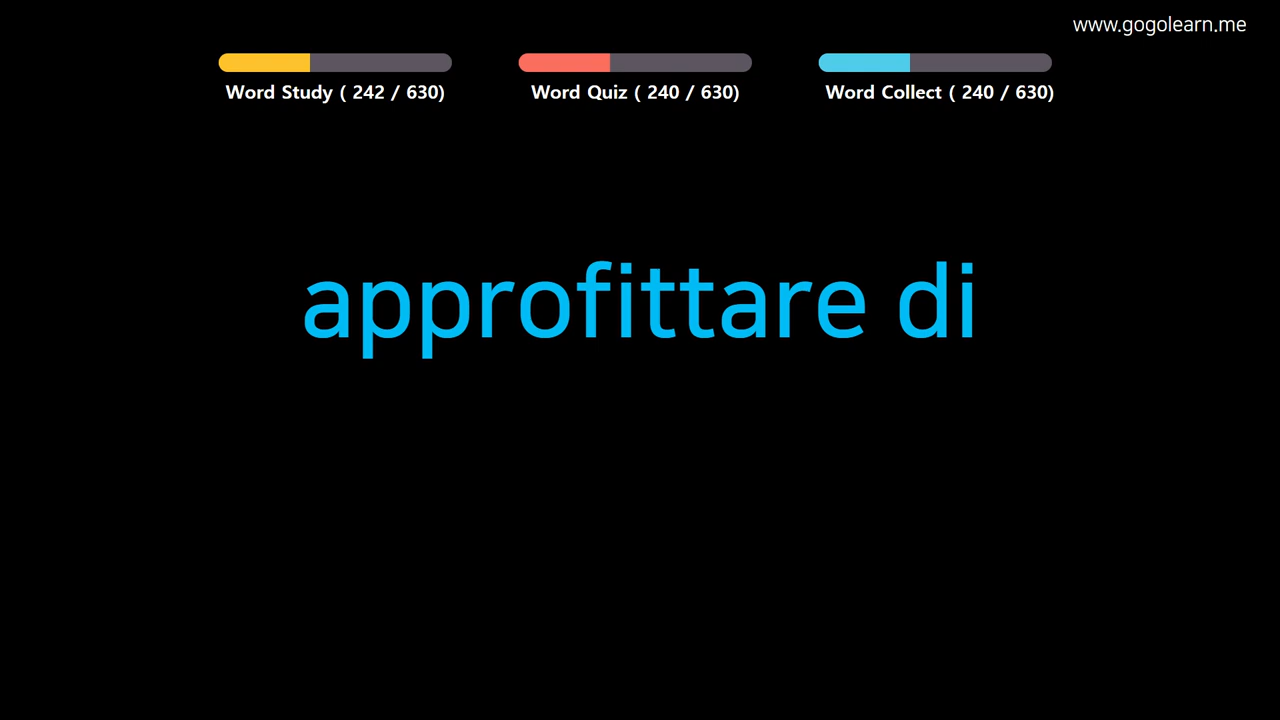 www.gogolearn.me
Word Study ( 242 / 630)
Word Quiz ( 240 / 630)
Word Collect ( 240 / 630)
approfittare di